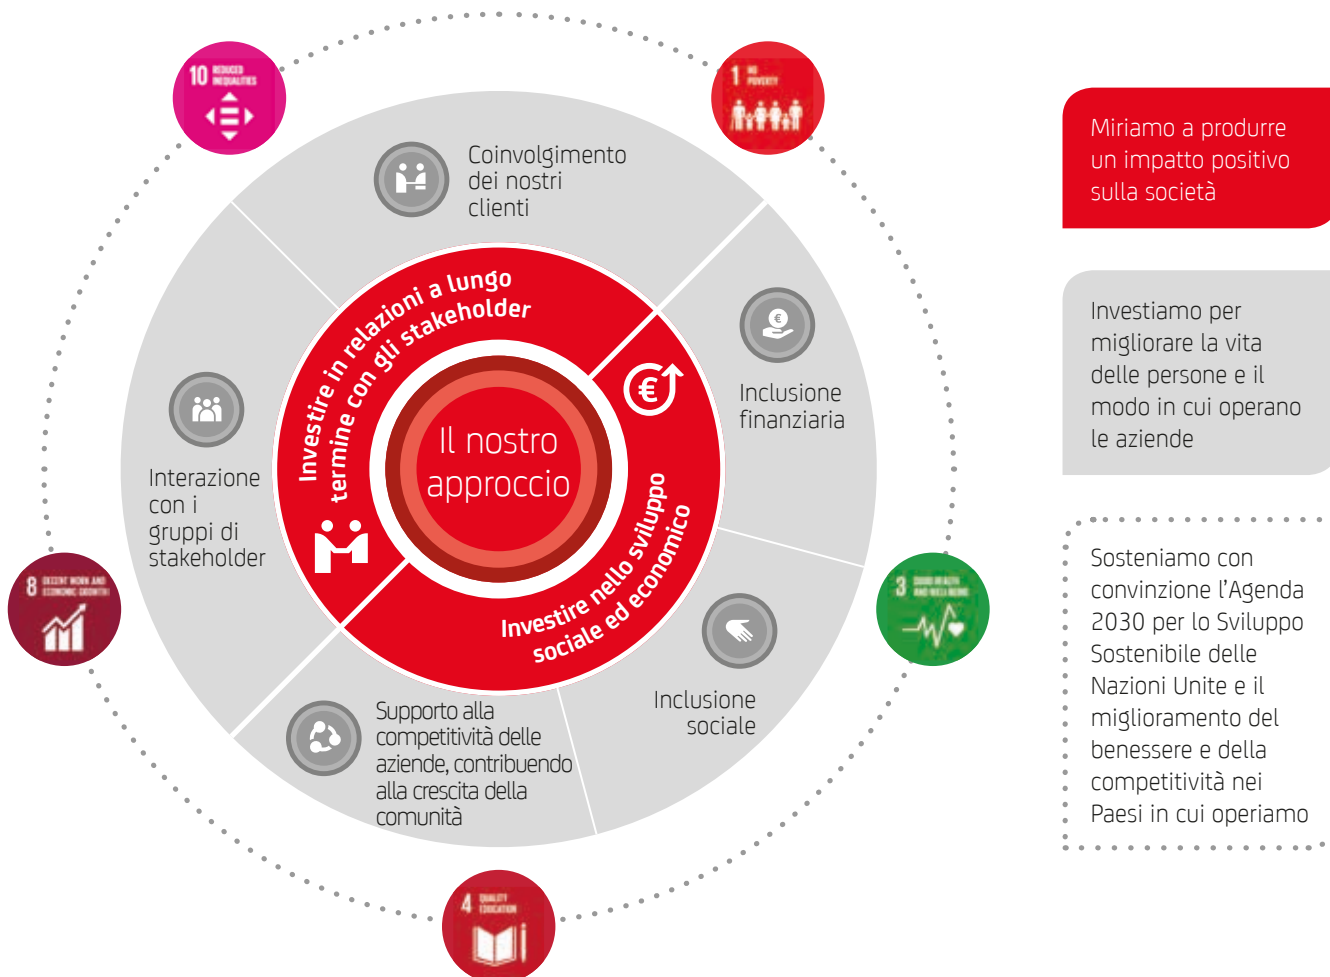 10 REDUCED
INEQUALITIES
1 NO
POVERTY
Coinvolgimento
dei nostri
clienti
Investire in relazioni a lungo
termine con gli stakeholder
€
Inclusione
finanziaria
€
Il nostro
approccio
Interazione
con i
gruppi di
stakeholder
Investire nello sviluppo
sociale ed economico
8 DECENT WORK AND
ECONOMIC GROWTH
3 GOOD HEALTH
AND WELL-BEING
Inclusione
sociale
Supporto alla
competitività delle
aziende, contribuendo
alla crescita della
comunità
4 QUALITY
EDUCATION
Miriamo a produrre
un impatto positivo
sulla società
Investiamo per
migliorare la vita
delle persone e il
modo in cui operano
le aziende
Sosteniamo con
convinzione l’Agenda
2030 per lo Sviluppo
Sostenibile delle
Nazioni Unite e il
miglioramento del
benessere e della
competitività nei
Paesi in cui operiamo